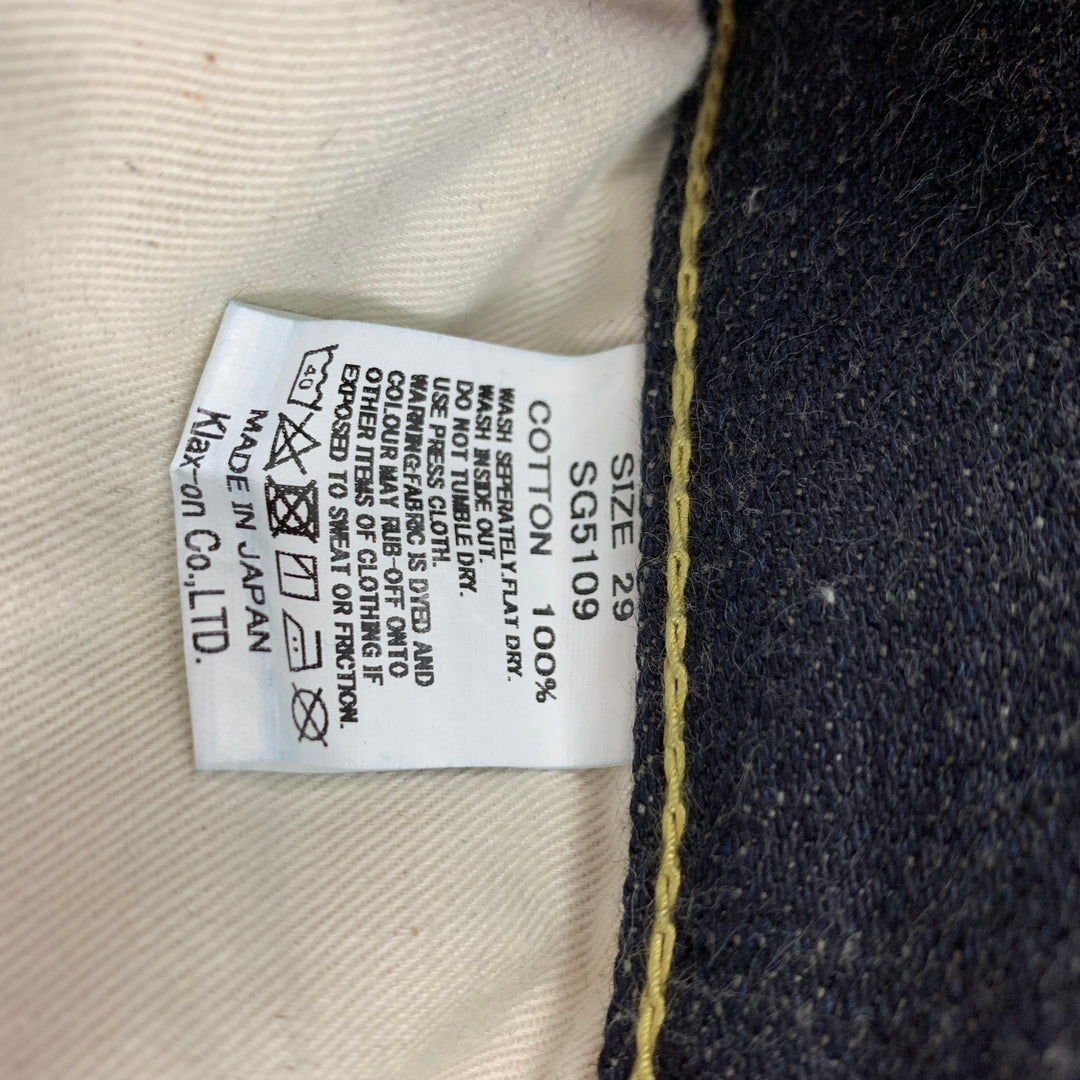 SIZE 29
SG5109
COTTON 100%
WASH SEPERATELY.FLAT DRY.
WASH INSIDE OUT.
DO NOT TUMBLE DRY.
USE PRESS CLOTH.
WARNING:FABRIC IS DYED AND
COLOUR MAY RUB-OFF ONTO
OTHER ITEMS OF CLOTHING IF
EXPOSED TO SWEAT OR FRICTION.
40
MADE IN JAPAN
Klax-on Co.,LTD.